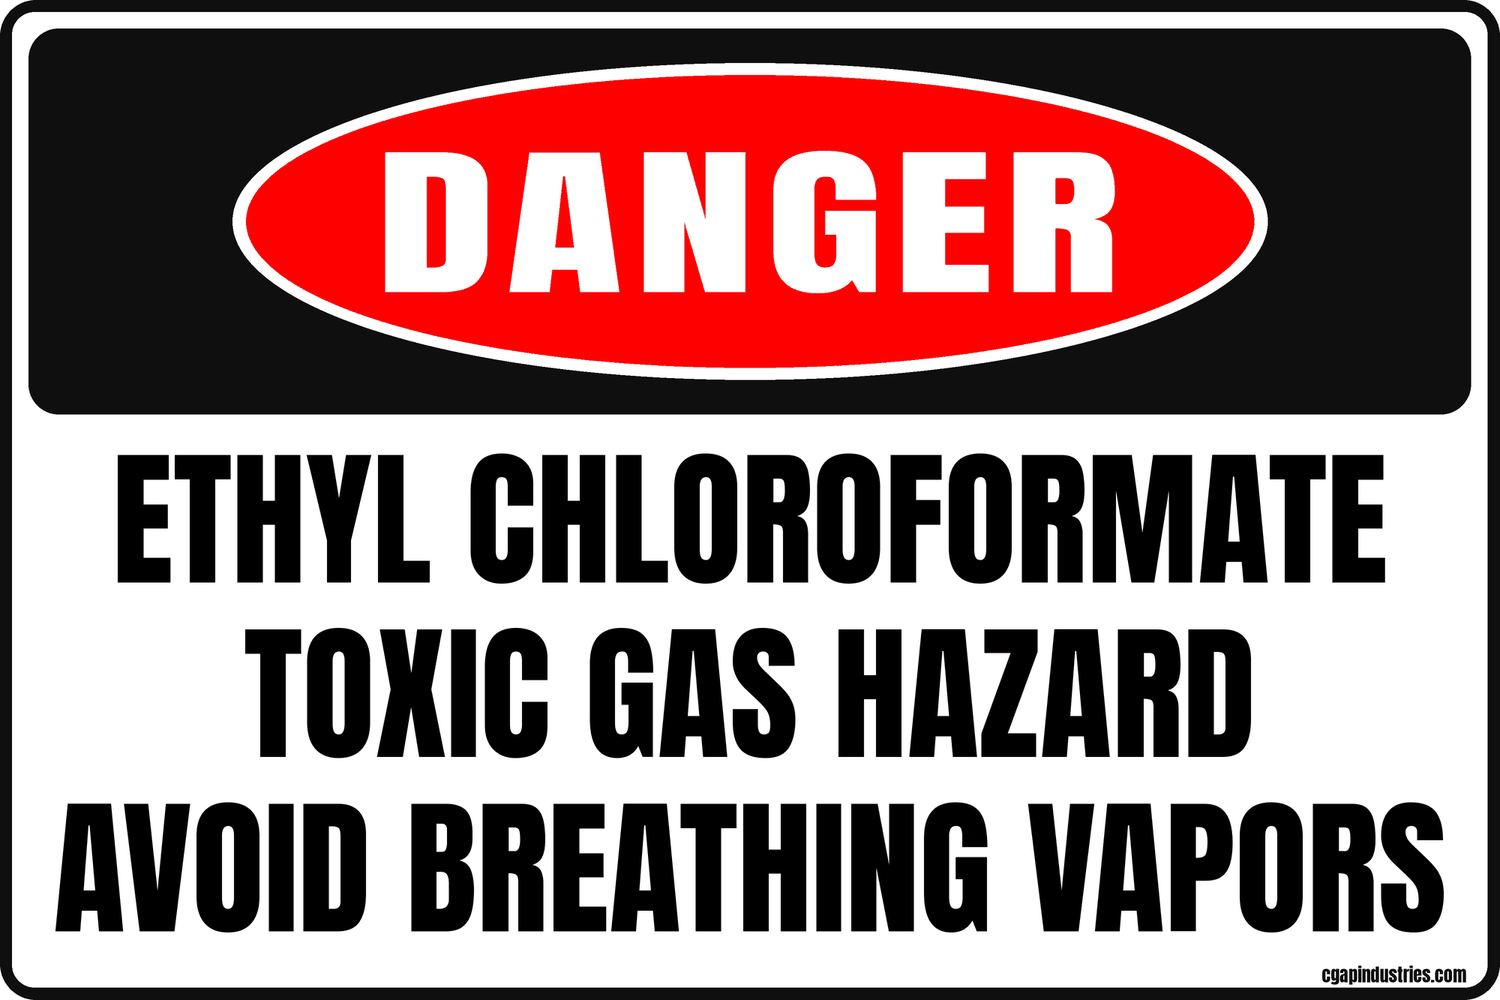 DANGER
ETHYL CHLOROFORMATE
TOXIC GAS HAZARD
AVOID BREATHING VAPORS
cgapindustries.com